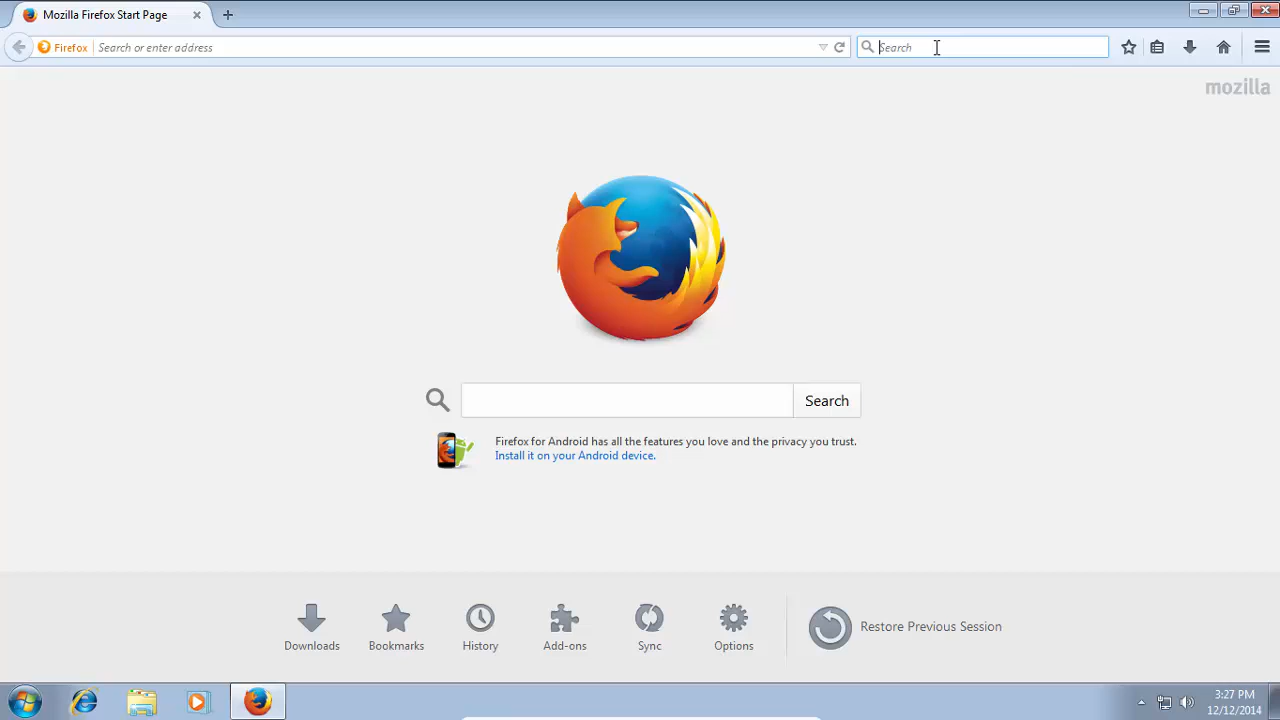 Mozilla Firefox Start Page
Firefox Search or enter address
Search
mozilla
Search
Firefox for Android has all the features you love and the privacy you trust.
Install it on your Android device.
Downloads Bookmarks History Add-ons Sync Options
Restore Previous Session
3:27 PM
12/12/2014